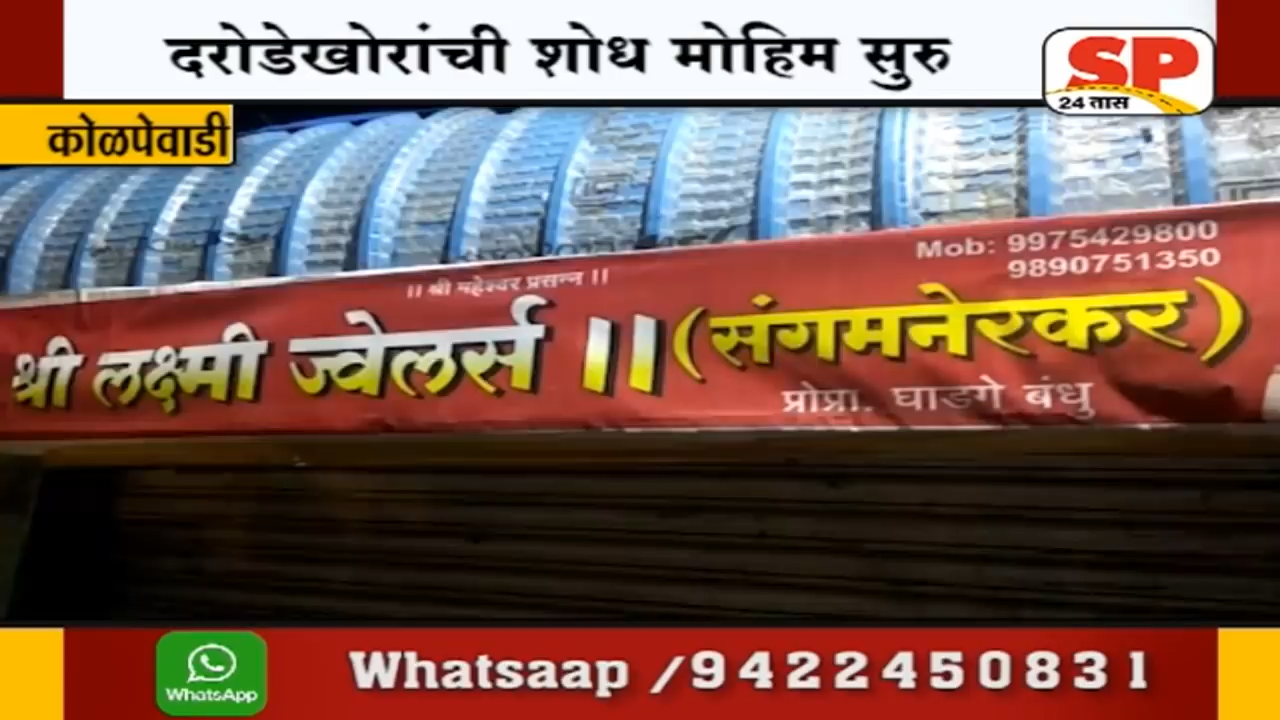 दरोडेखोरांची शोध मोहिम सुरु
SP
24 तास
कोळपेवाडी
Mob: 9975429800
9890751350
।। श्री महेश्वर प्रसन्न ।।
श्री लक्ष्मी ज्वेलर्स ॥ (संगमनेरकर)
प्रोप्रा. घाडगे बंधु
WhatsApp
Whatsaap /9422450831